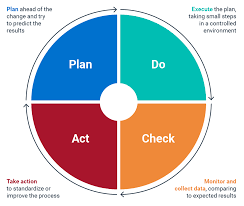 Plan ahead of the
change and try
to predict the
results
Execute the plan,
taking small steps
in a controlled
environment
Plan
Do
Act
Check
Take action
to standardize or
improve the process
Monitor and
collect data, comparing
to expected results